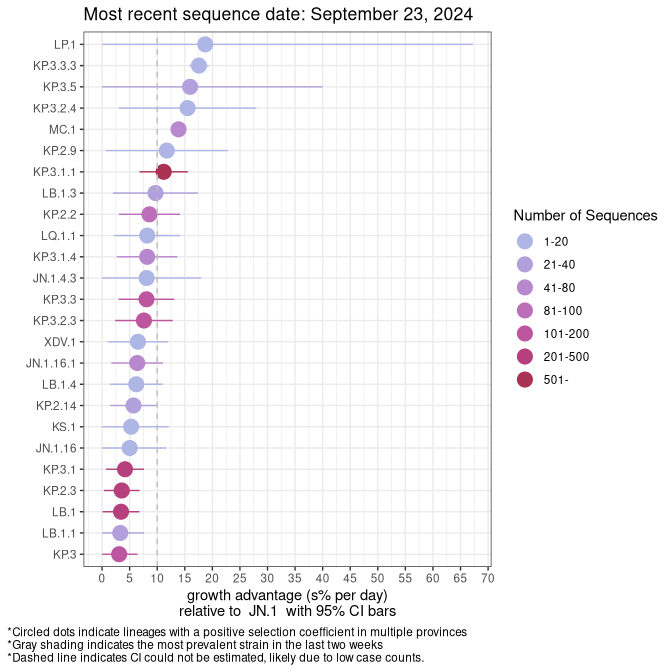 Most recent sequence date: September 23, 2024
LP.1
KP.3.3.3
KP.3.5
KP.3.2.4
MC.1
KP.2.9
KP.3.1.1
LB.1.3
KP.2.2
LQ.1.1
KP.3.1.4
JN.1.4.3
KP.3.3
KP.3.2.3
XDV.1
JN.1.16.1
LB.1.4
KP.2.14
KS.1
JN.1.16
KP.3.1
KP.2.3
LB.1
LB.1.1
KP.3
0 5 10 15 20 25 30 35 40 45 50 55 60 65 70
growth advantage (s% per day)
relative to JN.1 with 95% CI bars
Number of Sequences
1-20
21-40
41-80
81-100
101-200
201-500
501-
*Circled dots indicate lineages with a positive selection coefficient in multiple provinces
*Gray shading indicates the most prevalent strain in the last two weeks
*Dashed line indicates CI could not be estimated, likely due to low case counts.